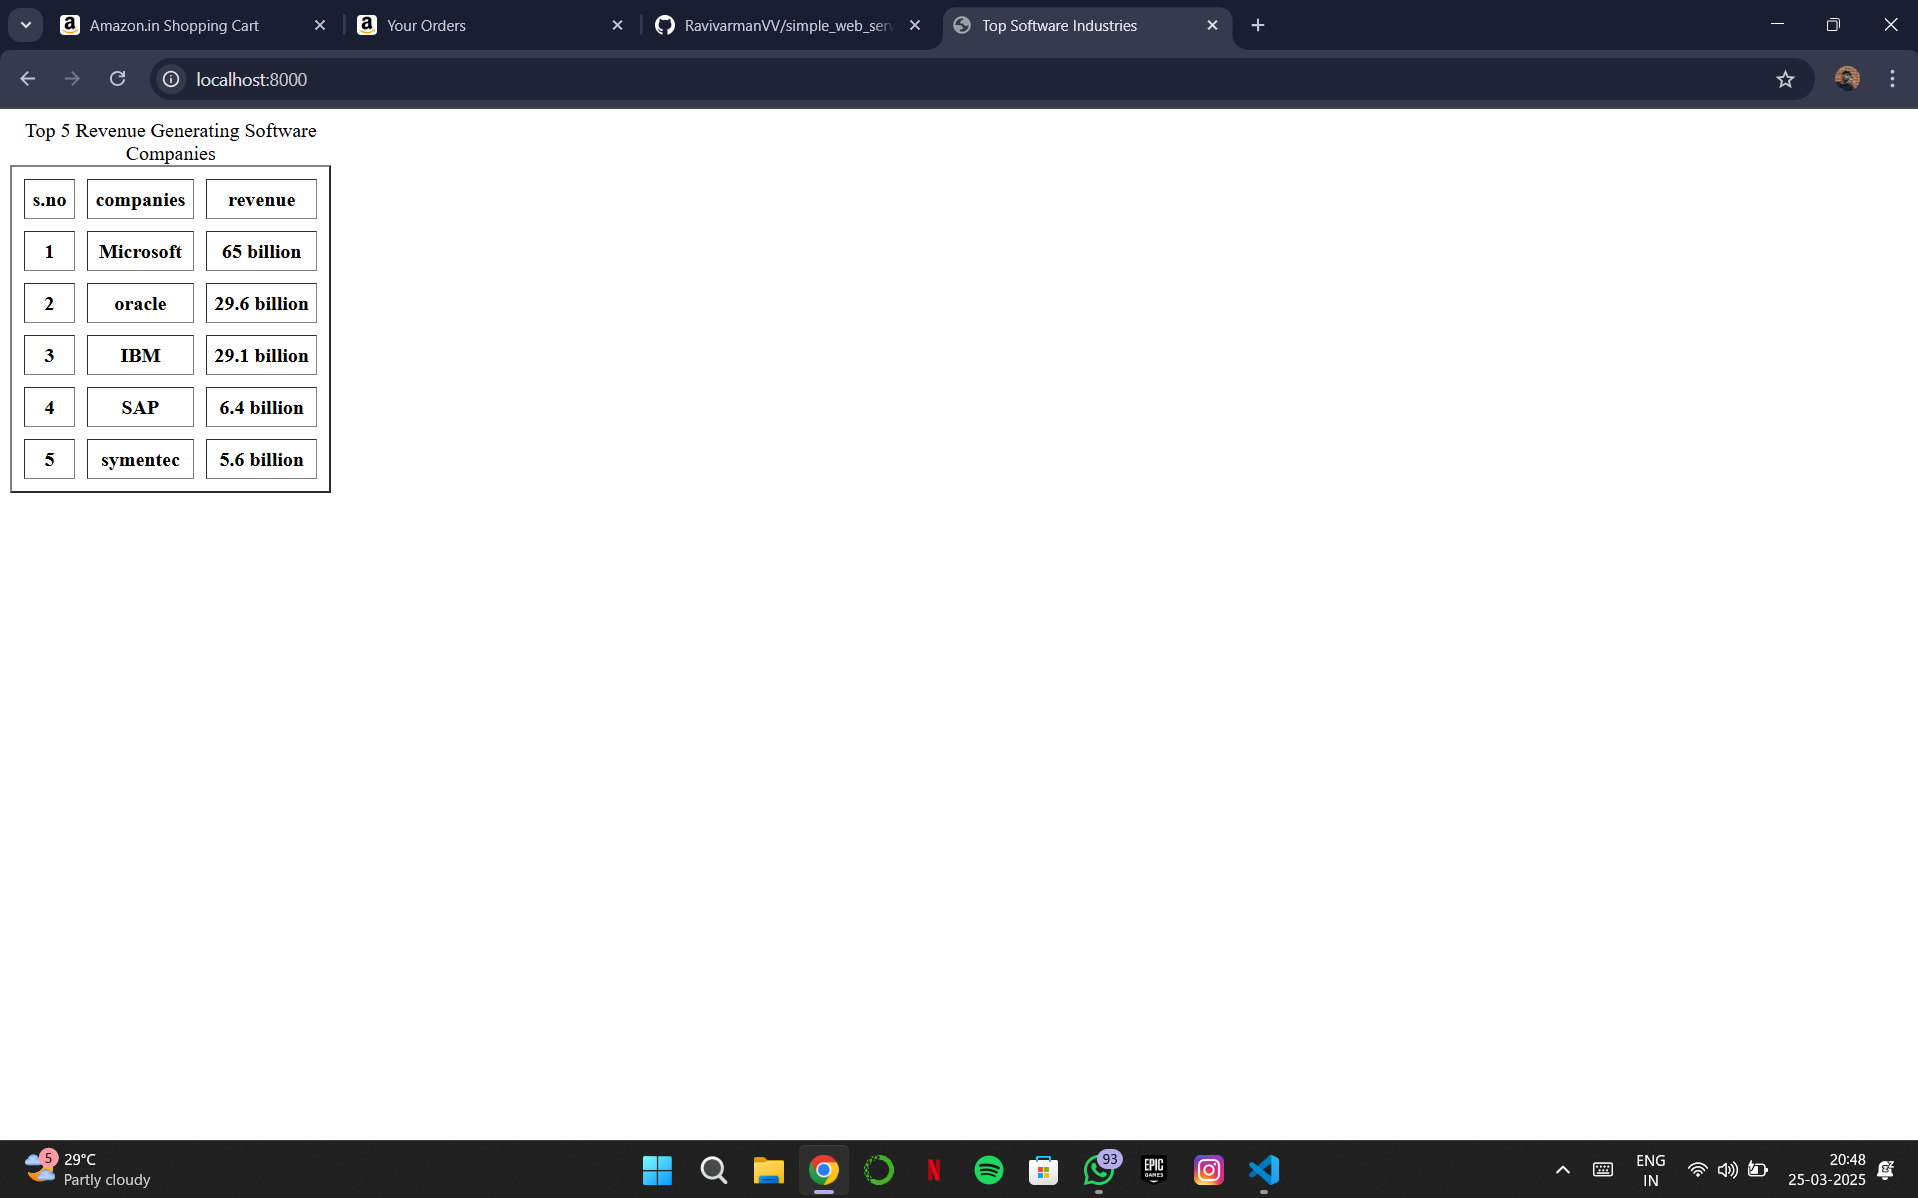 Amazon.in Shopping Cart
Your Orders
RavivarmanVV/simple_web_serv
Top Software Industries
localhost:8000
Top 5 Revenue Generating Software
Companies
s.no companies revenue
1 Microsoft 65 billion
2 oracle 29.6 billion
3 IBM 29.1 billion
4 SAP 6.4 billion
5 symentec 5.6 billion
5
29°C
Partly cloudy
N
93
EPIC
GAMES
ENG
IN
20:48
25-03-2025